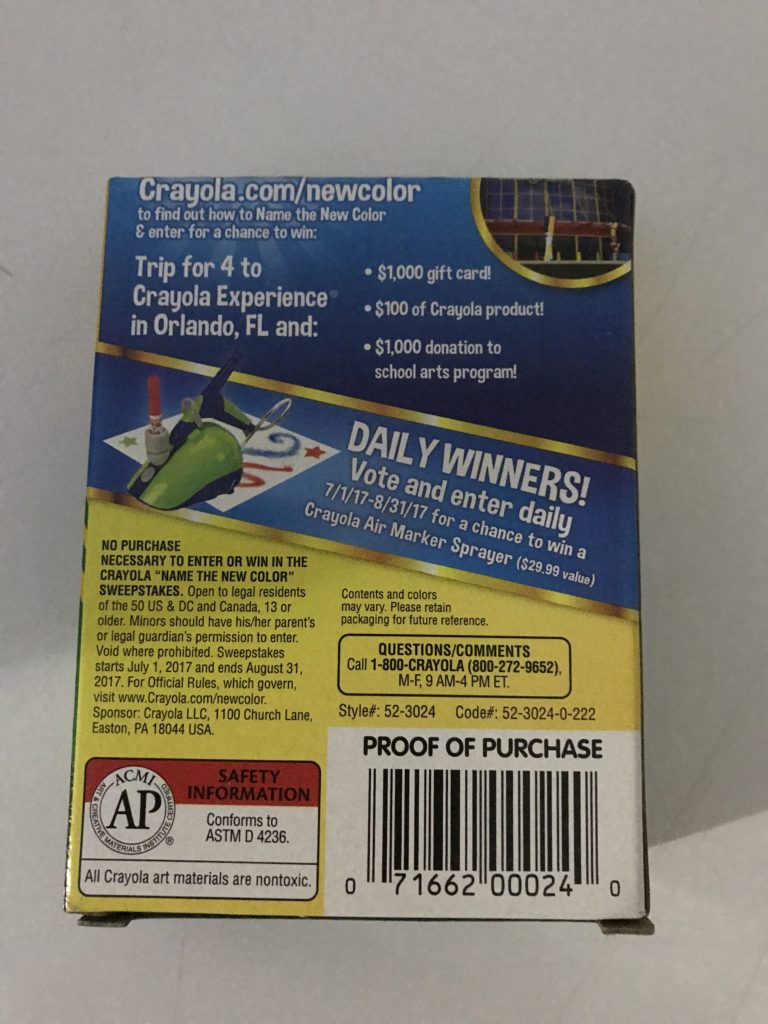 Crayola.com/newcolor
to find out how to Name the New Color
& enter for a chance to win:
Trip for 4 to
Crayola Experience®
in Orlando, FL and:
• $1,000 gift card!
• $100 of Crayola product!
• $1,000 donation to
school arts program!
DAILY WINNERS!
Vote and enter daily
7/1/17-8/31/17 for a chance to win a
Crayola Air Marker Sprayer ($29.99 value)
NO PURCHASE
NECESSARY TO ENTER OR WIN IN THE
CRAYOLA "NAME THE NEW COLOR"
SWEEPSTAKES. Open to legal residents
of the 50 US & DC and Canada, 13 or
older. Minors should have his/her parent's
or legal guardian's permission to enter.
Void where prohibited. Sweepstakes
starts July 1, 2017 and ends August 31,
2017. For Official Rules, which govern,
visit www.Crayola.com/newcolor.
Sponsor: Crayola LLC, 1100 Church Lane,
Easton, PA 18044 USA.
Contents and colors
may vary. Please retain
packaging for future reference.
QUESTIONS/COMMENTS
Call 1-800-CRAYOLA (800-272-9652),
M-F, 9 AM-4 PM ET.
Style#: 52-3024 Code#: 52-3024-0-222
PROOF OF PURCHASE
0 71662 00024 0
ACMI
AP
ART & CREATIVE MATERIALS INSTITUTE CERTIFIED
®
SAFETY
INFORMATION
Conforms to
ASTM D 4236.
All Crayola art materials are nontoxic.